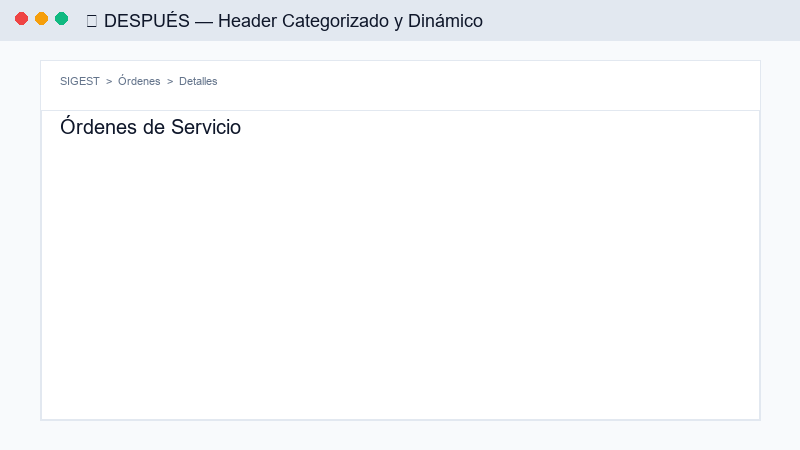 DESPUÉS — Header Categorizado y Dinámico
SIGEST > Órdenes > Detalles
Órdenes de Servicio